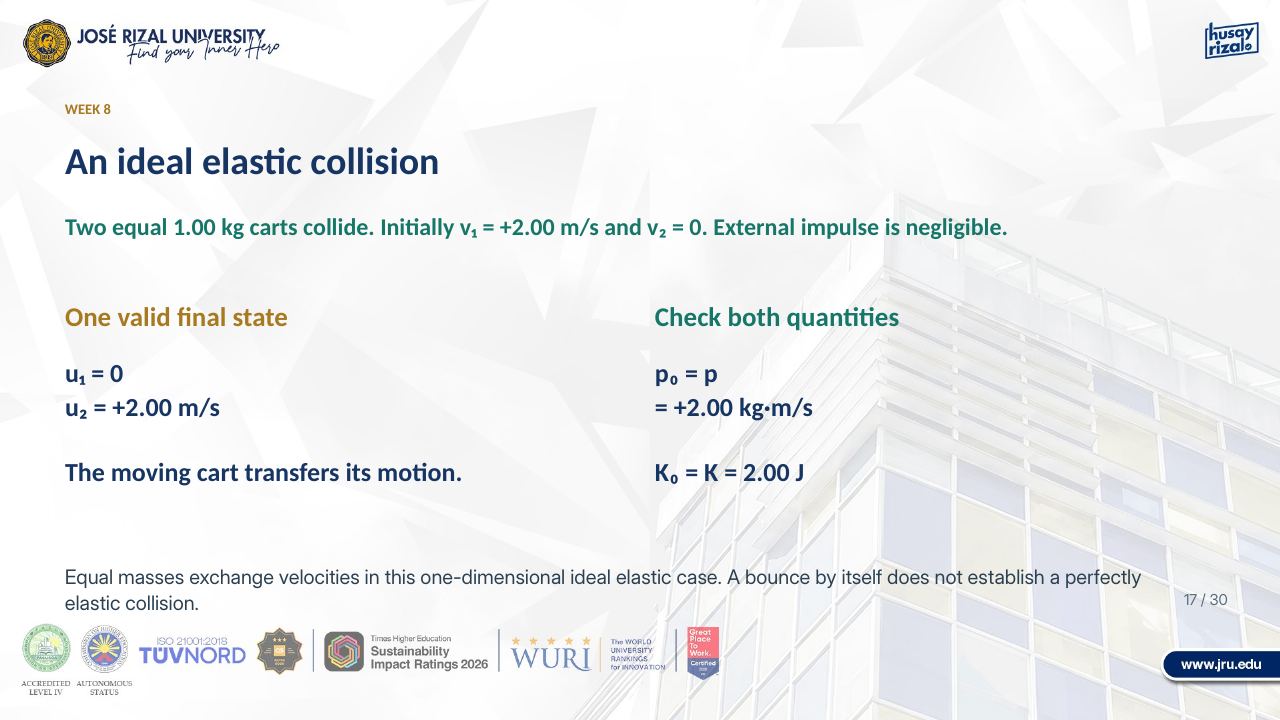 JOSÉ RIZAL UNIVERSITY
Find your Inner Hero
husay
rizal
WEEK 8
An ideal elastic collision
Two equal 1.00 kg carts collide. Initially v₁ = +2.00 m/s and v₂ = 0. External impulse is negligible.
One valid final state
u₁ = 0
u₂ = +2.00 m/s
The moving cart transfers its motion.
Check both quantities
p₀ = p
= +2.00 kg·m/s
K₀ = K = 2.00 J
Equal masses exchange velocities in this one-dimensional ideal elastic case. A bounce by itself does not establish a perfectly
elastic collision.
17 / 30
ACCREDITED
LEVEL IV
AUTONOMOUS
STATUS
ISO 21001:2018
TÜVNORD
Times Higher Education
Sustainability
Impact Ratings 2026
WURI
The WORLD
UNIVERSITY
RANKINGS
for INNOVATION
Great
Place
To
Work.
Certified
www.jru.edu